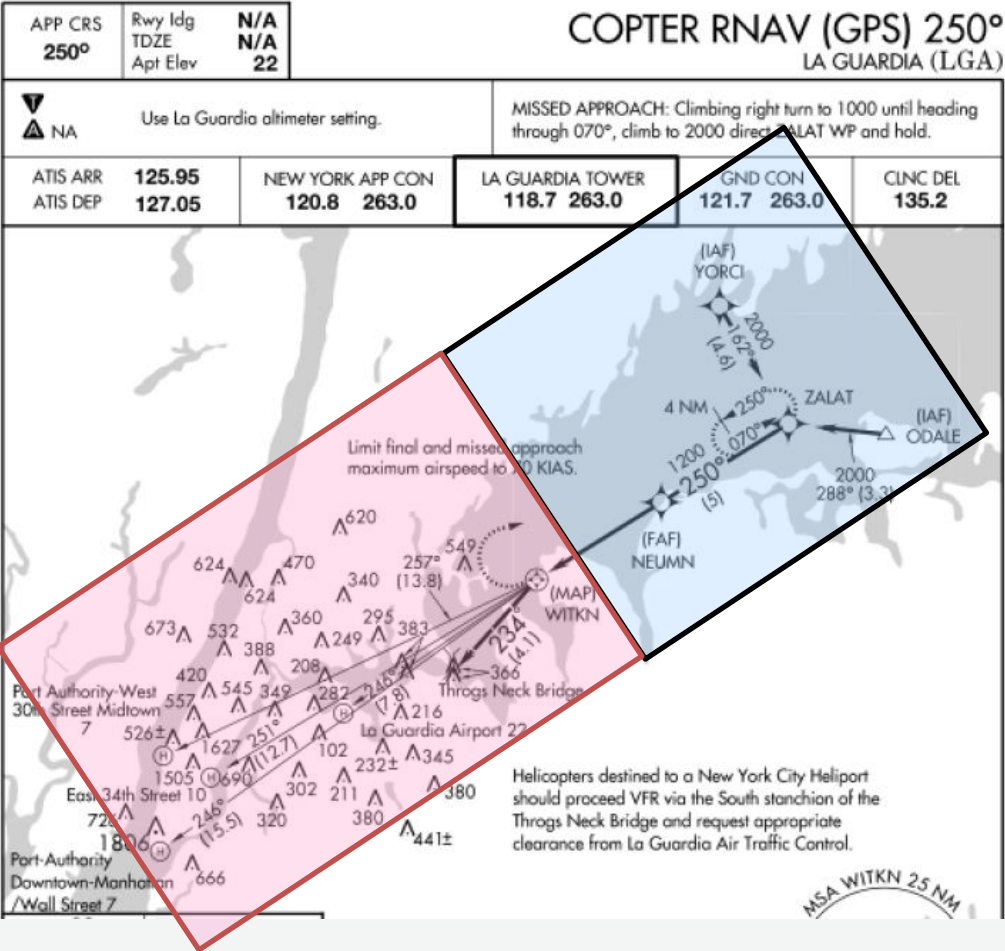 APP CRS
250°
Rwy Idg N/A
TDZE N/A
Apt Elev 22
COPTER RNAV (GPS) 250°
LA GUARDIA (LGA)
T
A NA
Use La Guardia altimeter setting.
MISSED APPROACH: Climbing right turn to 1000 until heading
through 070°, climb to 2000 direct ZALAT WP and hold.
ATIS ARR 125.95
ATIS DEP 127.05
NEW YORK APP CON
120.8 263.0
LA GUARDIA TOWER
118.7 263.0
GND CON
121.7 263.0
CLNC DEL
135.2
(IAF)
YORCI
2000
162°
(4.6)
4 NM
250°
070°
ZALAT
(IAF)
ODALE
2000
288° (3.3)
1200
250°
(5)
(FAF)
NEUMN
Limit final and missed approach
maximum airspeed to 70 KIAS.
620
549
257°
(13.8)
624
470
624
340
(MAP)
WITKN
234°
(4.1)
360
295
383
673
532
249
388
208
366
Throgs Neck Bridge
420
545
349
282
246°
(7.8)
216
Port Authority-West
30th Street Midtown
7
557
526±
1627
251°
(12.7)
102
La Guardia Airport 22
345
232±
1505
690
East 34th Street 10
302
211
380
380
320
246°
(15.5)
1806
441±
666
Port-Authority
Downtown-Manhattan
/Wall Street 7
Helicopters destined to a New York City Heliport
should proceed VFR via the South stanchion of the
Throgs Neck Bridge and request appropriate
clearance from La Guardia Air Traffic Control.
MSA WITKN 25 NM